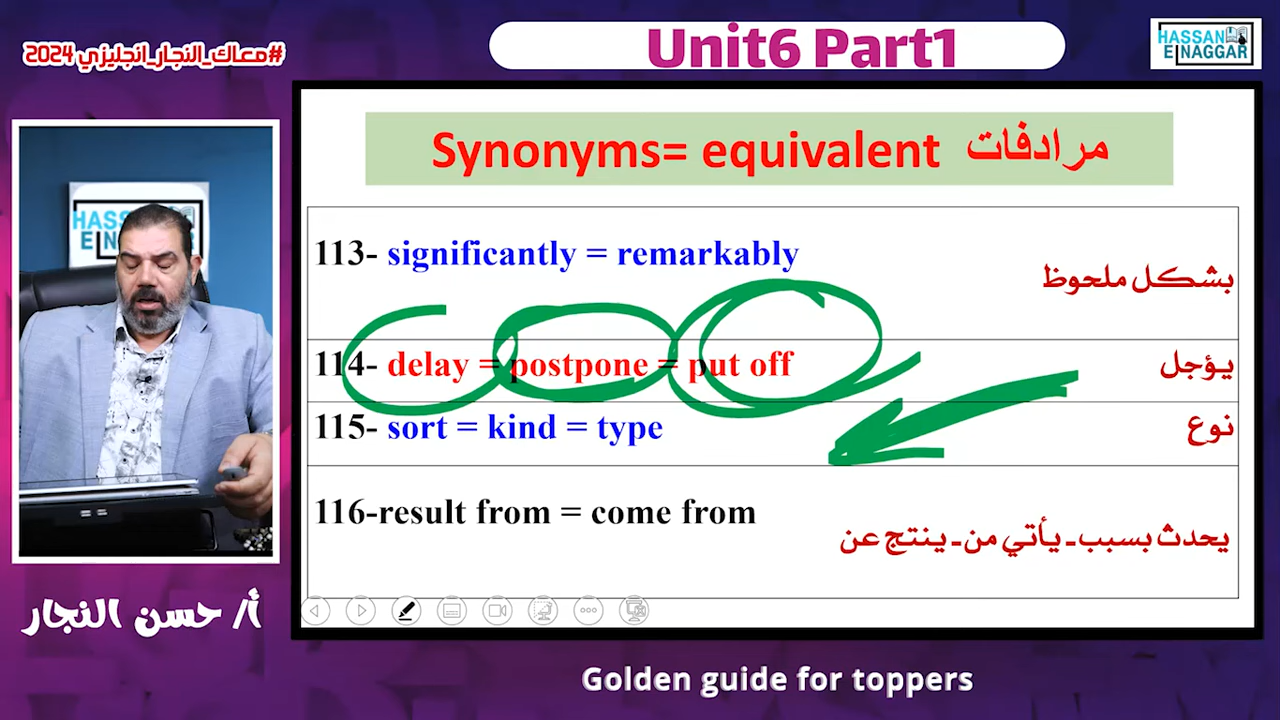 #معاك_النجار_انجليزي 2024
Unit6 Part1
HASSAN
ELNAGGAR
Synonyms= equivalent مرادفات
113- significantly = remarkably
بشكل ملحوظ
114- delay = postpone = put off
يؤجل
115- sort = kind = type
نوع
116-result from = come from
يحدث بسبب - يأتي من - ينتج عن
أ/ حسن النجار
Golden guide for toppers